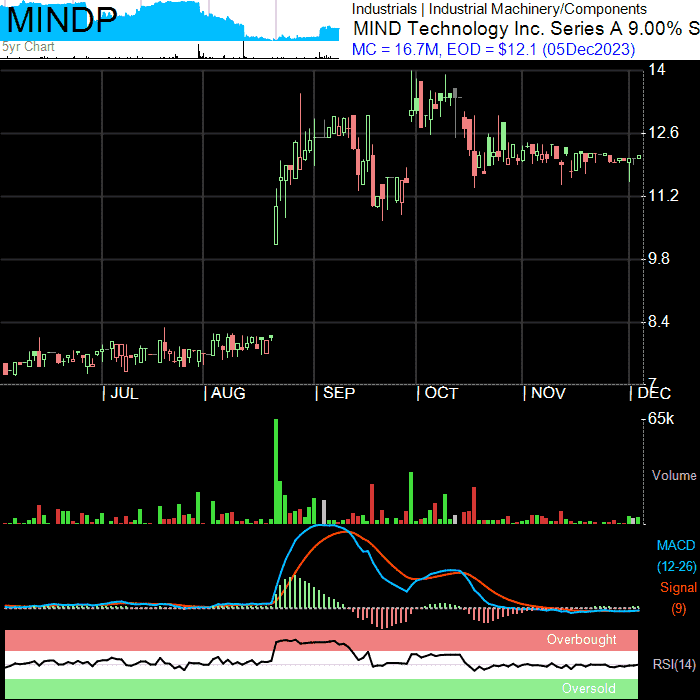 MINDP
5yr Chart
Industrials | Industrial Machinery/Components
MIND Technology Inc. Series A 9.00% S
MC = 16.7M, EOD = $12.1 (05Dec2023)
14
12.6
11.2
9.8
8.4
7
JUL
AUG
SEP
OCT
NOV
DEC
65k
Volume
MACD
(12-26)
Signal
(9)
Overbought
RSI(14)
Oversold